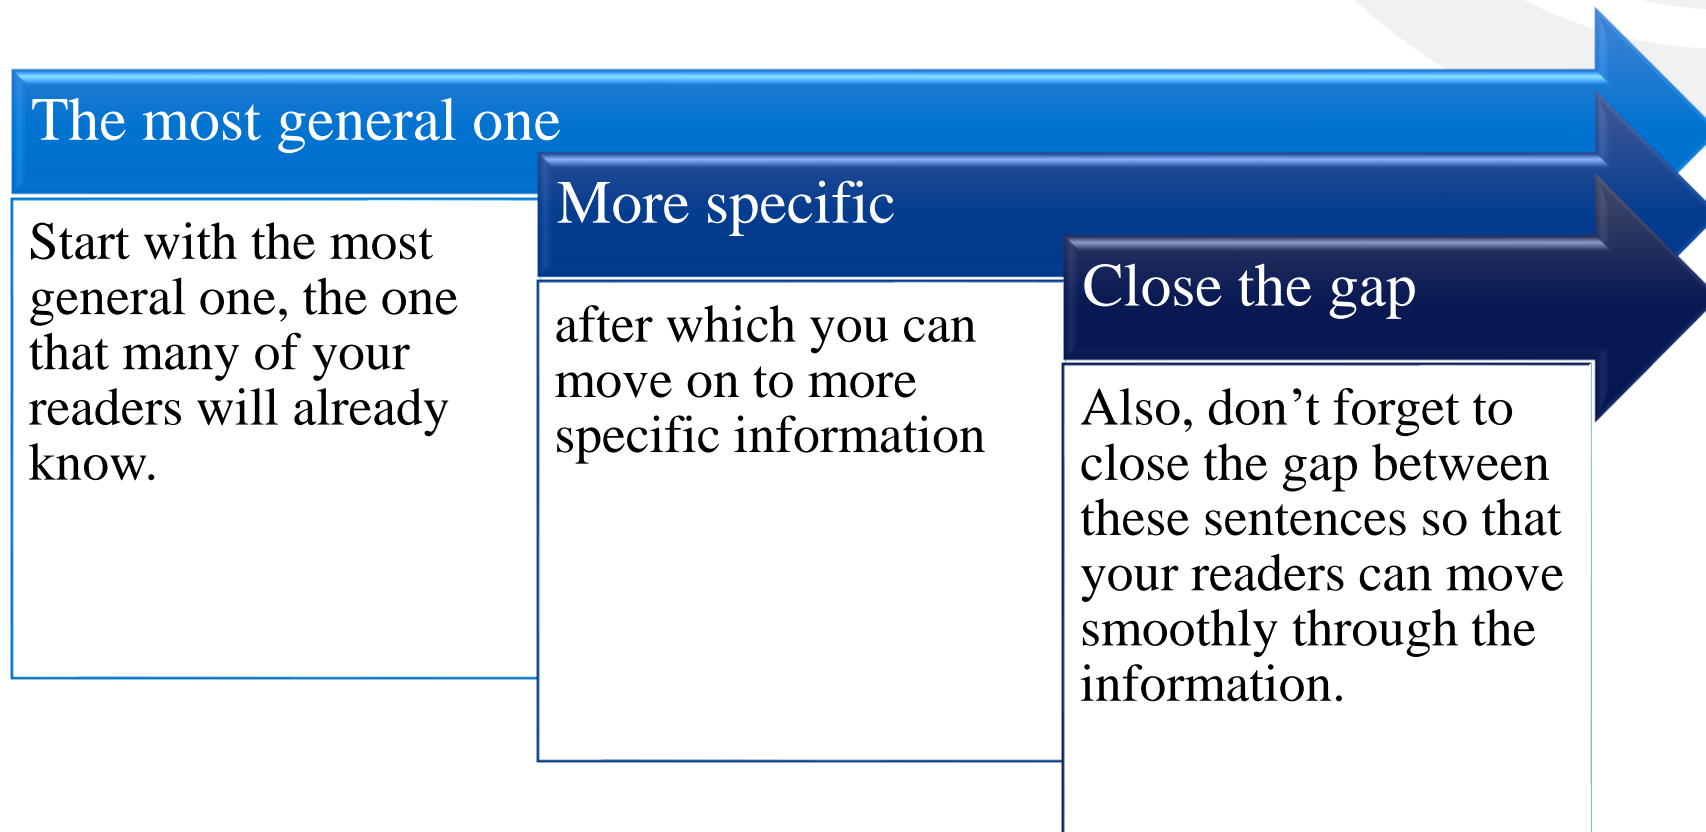 The most general one
Start with the most
general one, the one
that many of your
readers will already
know.
More specific
after which you can
move on to more
specific information
Close the gap
Also, don’t forget to
close the gap between
these sentences so that
your readers can move
smoothly through the
information.